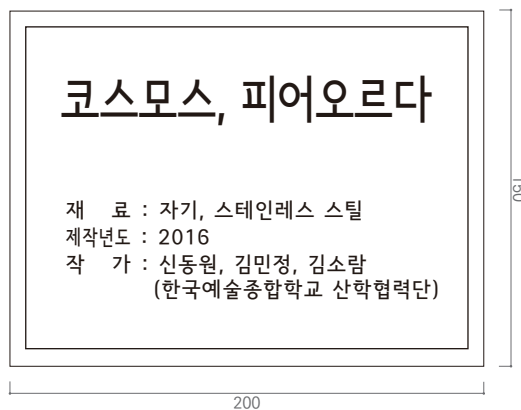 코스모스, 피어오르다
재 료 : 자기, 스테인레스 스틸
제작년도 : 2016
작 가 : 신동원, 김민정, 김소람
(한국예술종합학교 산학협력단)
150
200